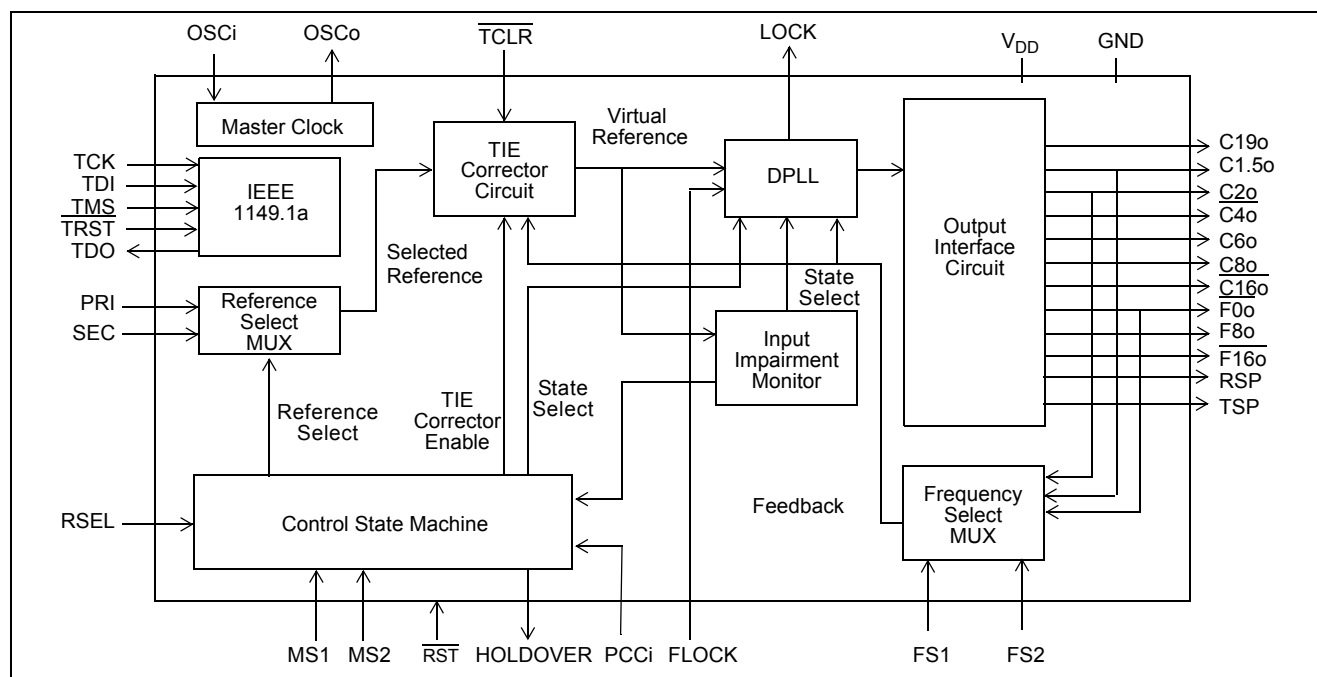 OSCi
OSCo
TCLR
LOCK
VDD
GND
Master Clock
TCK
TDI
TMS
TRST
TDO
IEEE
1149.1a
TIE
Corrector
Circuit
Virtual
Reference
DPLL
Output
Interface
Circuit
C19o
C1.5o
C2o
C4o
C6o
C8o
C16o
F0o
F8o
F16o
RSP
TSP
Selected
Reference
PRI
SEC
Reference
Select
MUX
State
Select
Input
Impairment
Monitor
Reference
Select
TIE
Corrector
Enable
State
Select
RSEL
Control State Machine
Feedback
Frequency
Select
MUX
MS1
MS2
RST
HOLDOVER
PCCi
FLOCK
FS1
FS2